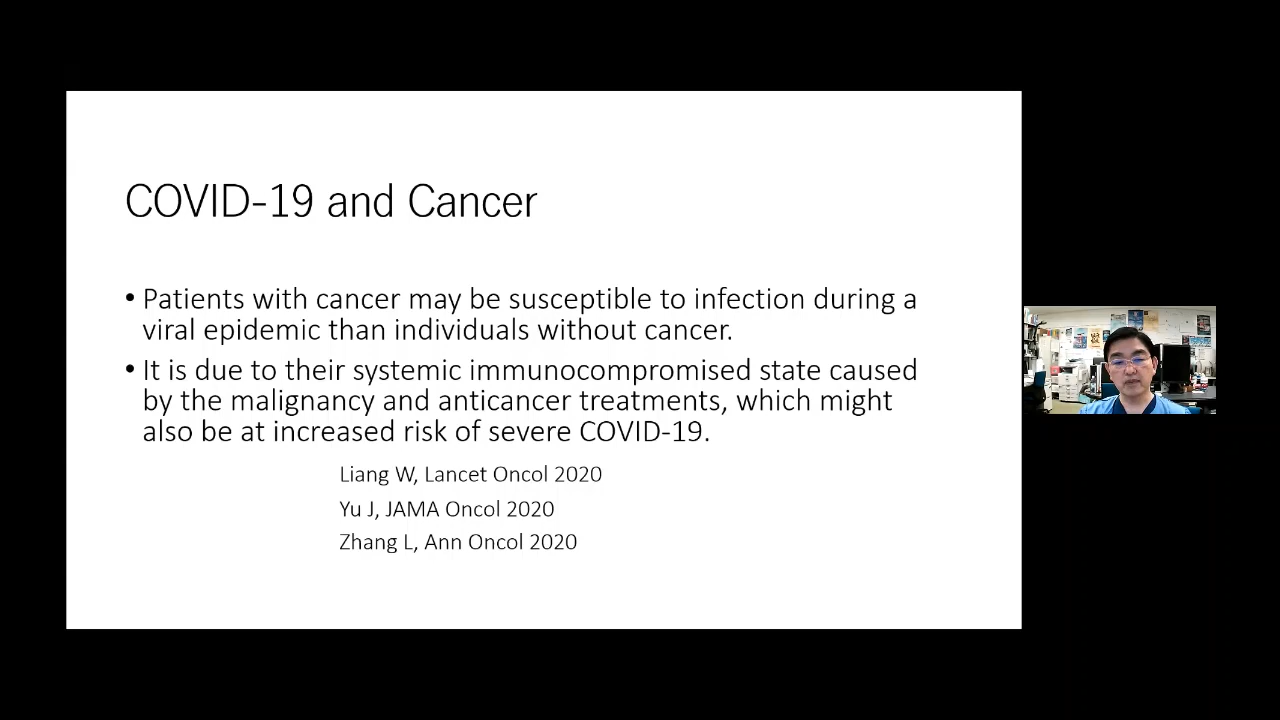 COVID-19 and Cancer
• Patients with cancer may be susceptible to infection during a
viral epidemic than individuals without cancer.
• It is due to their systemic immunocompromised state caused
by the malignancy and anticancer treatments, which might
also be at increased risk of severe COVID-19.
Liang W, Lancet Oncol 2020
Yu J, JAMA Oncol 2020
Zhang L, Ann Oncol 2020